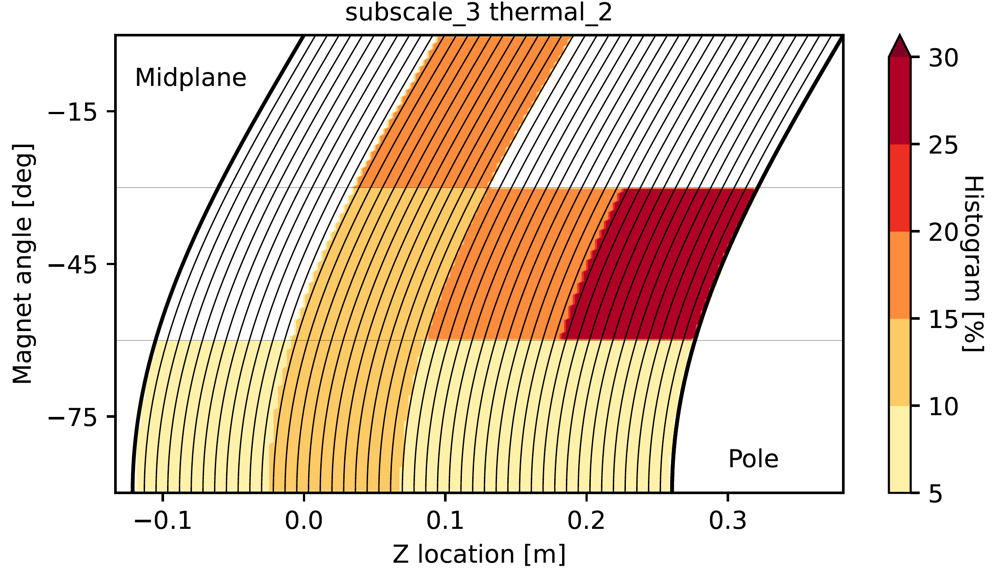 subscale_3 thermal_2
Midplane
Pole
Magnet angle [deg]
−15
−45
−75
−0.1 0.0 0.1 0.2 0.3
Z location [m]
30
25
20
15
10
5
Histogram [%]